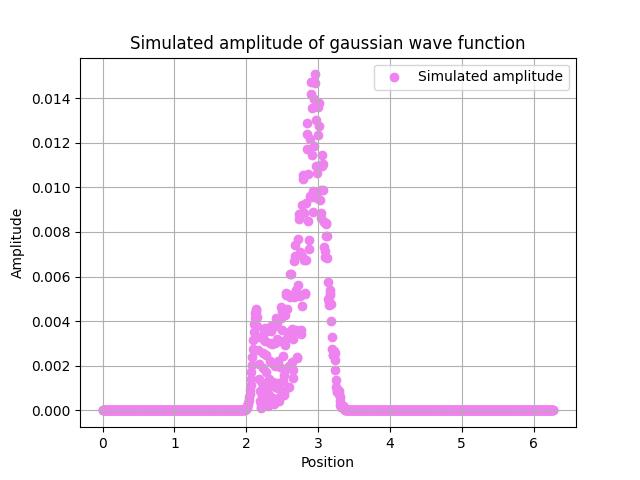 Simulated amplitude of gaussian wave function
Simulated amplitude
Amplitude
0.014
0.012
0.010
0.008
0.006
0.004
0.002
0.000
0 1 2 3 4 5 6
Position